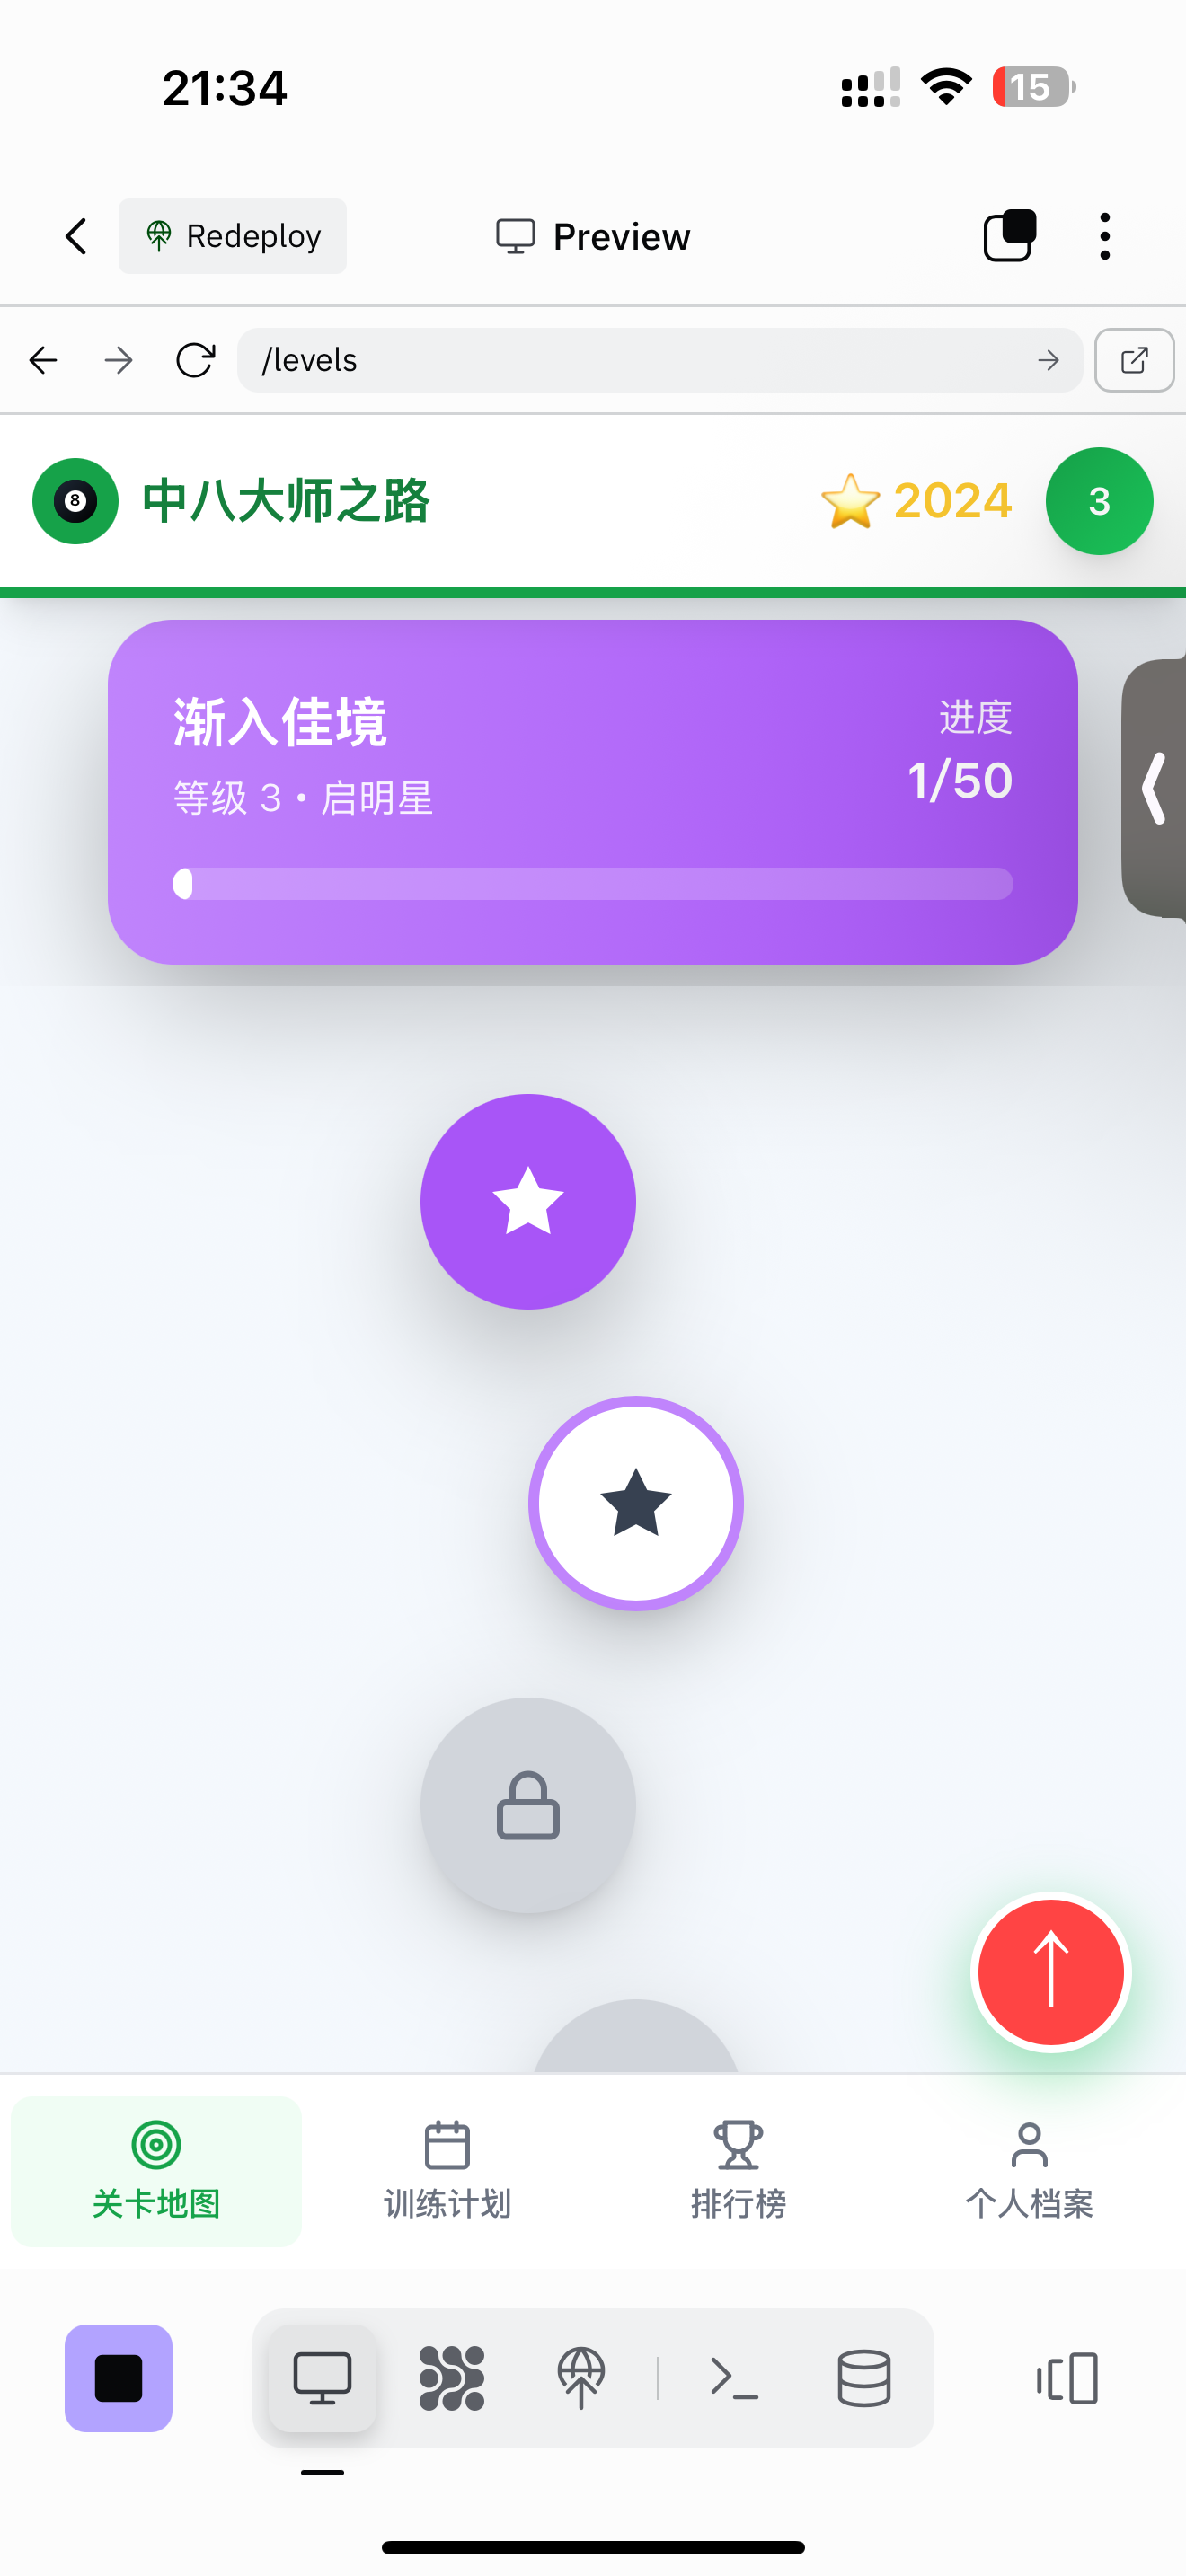 21:34
15
Redeploy
Preview
/levels
8
中八大师之路
2024
3
渐入佳境
等级 3 • 启明星
进度
1/50
关卡地图
训练计划
排行榜
个人档案